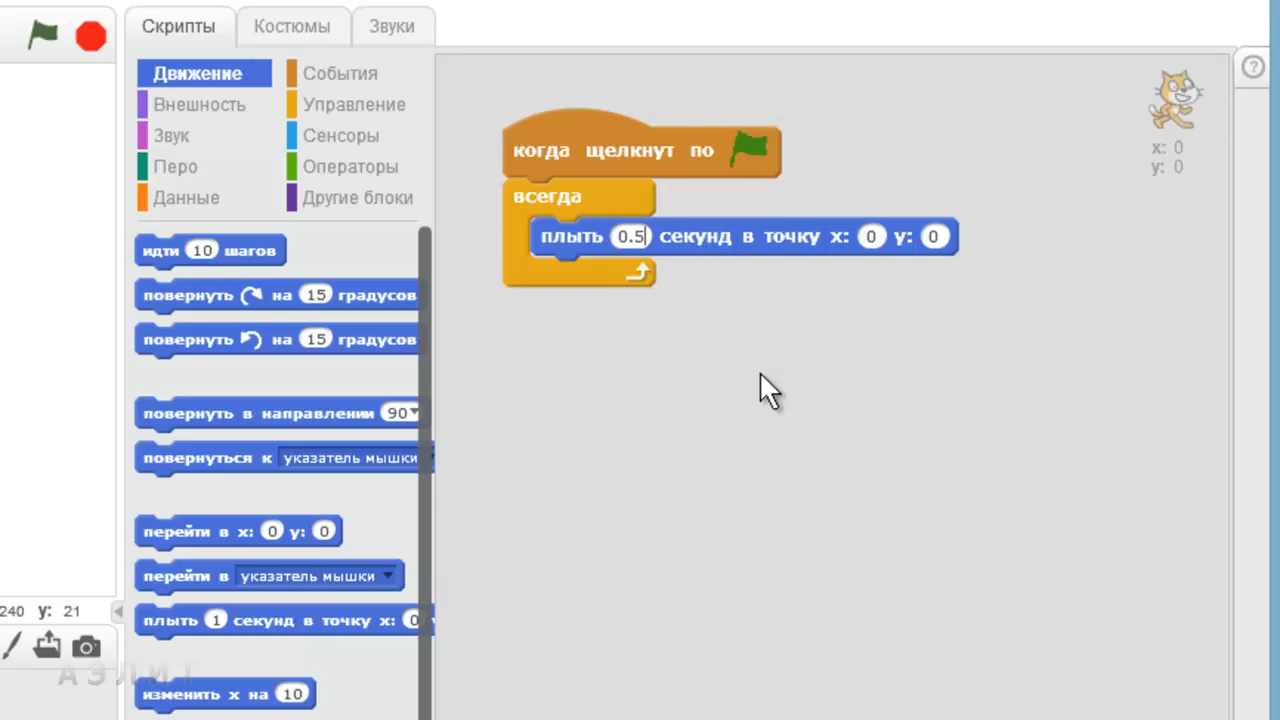 Скрипты Костюмы Звуки
Движение События
Внешность Управление
Звук Сенсоры
Перо Операторы
Данные Другие блоки
идти 10 шагов
повернуть на 15 градусов
повернуть на 15 градусов
повернуть в направлении 90
повернуться к указатель мышки
перейти в x: 0 y: 0
перейти в указатель мышки
плыть 1 секунд в точку x: 0
изменить x на 10
когда щелкнут по
всегда
плыть 0.5 секунд в точку x: 0 y: 0
x: 0
y: 0
?
240 y: 21
АЭЛИТ